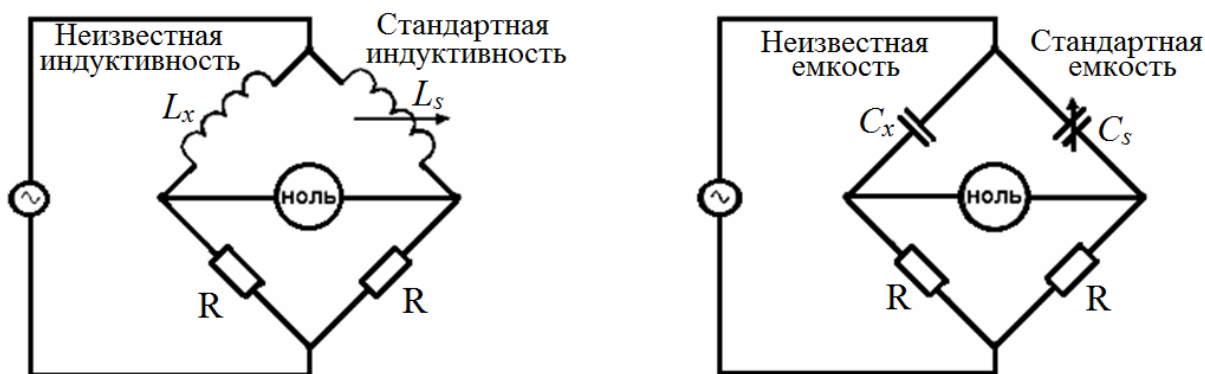 Неизвестная
индуктивность
Стандартная
индуктивность
Lx
Ls
ноль
R
R
Неизвестная
емкость
Стандартная
емкость
Cx
Cs
ноль
R
R